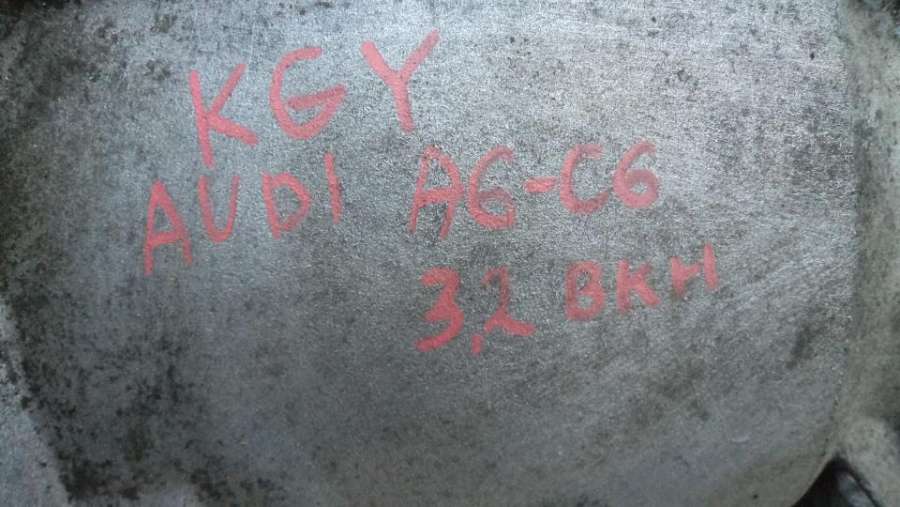 KGY
AUDI A6-C6
3,2 BKH